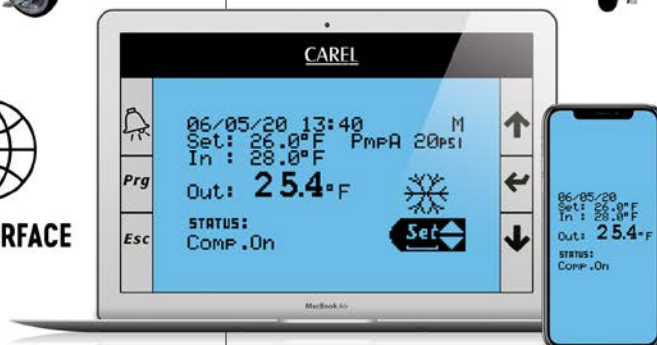 CAREL
06/05/20 13:40 M
Set: 26.0°F PmpA 20PSI
In : 28.0°F
Out: 25.4°F
STATUS:
Comp.On
Prg
Esc
Set
MacBook Air
RFACE
06/05/20
Set: 26.0°F
In : 28.0°F
Out: 25.4°F
STATUS:
Comp.On